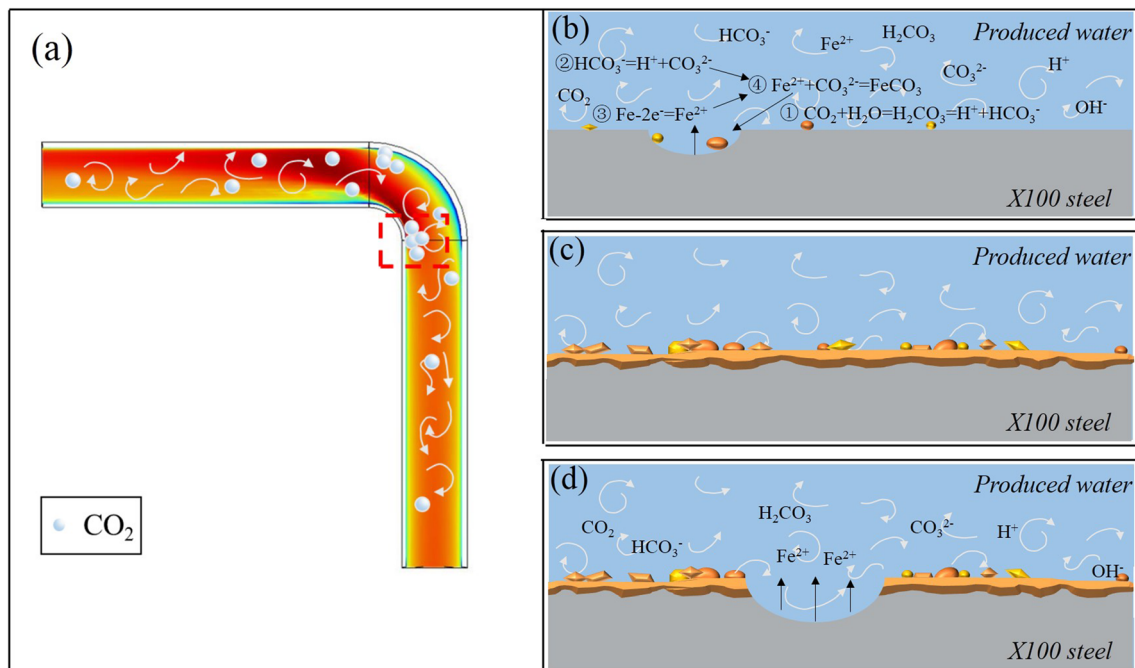 (a)
CO₂
(b)
Produced water
HCO₃⁻
Fe²⁺
H₂CO₃
②HCO₃⁻=H⁺+CO₃²⁻
CO₃²⁻
H⁺
④ Fe²⁺+CO₃²⁻=FeCO₃
CO₂
③ Fe-2e⁻=Fe²⁺
① CO₂+H₂O=H₂CO₃=H⁺+HCO₃⁻
OH⁻
X100 steel
(c)
Produced water
X100 steel
(d)
Produced water
H₂CO₃
CO₂
CO₃²⁻
H⁺
HCO₃⁻
Fe²⁺
Fe²⁺
OH⁻
X100 steel